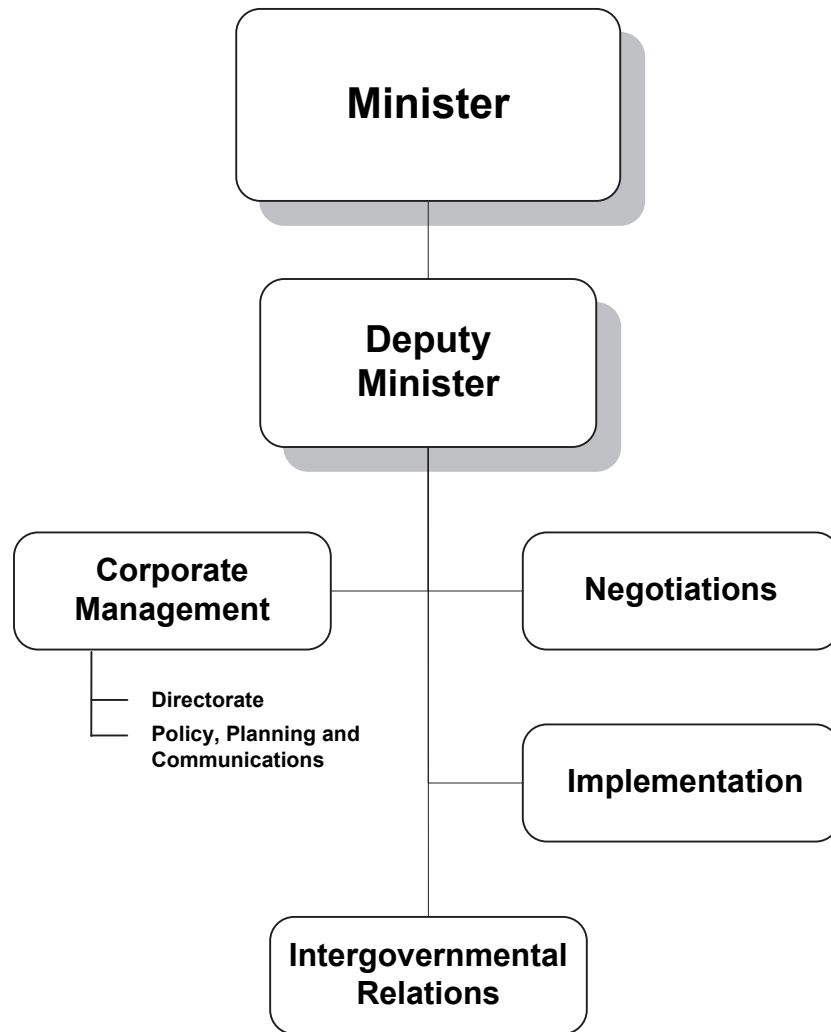 Minister
Deputy
Minister
Corporate
Management
Negotiations
Directorate
Policy, Planning and
Communications
Implementation
Intergovernmental
Relations